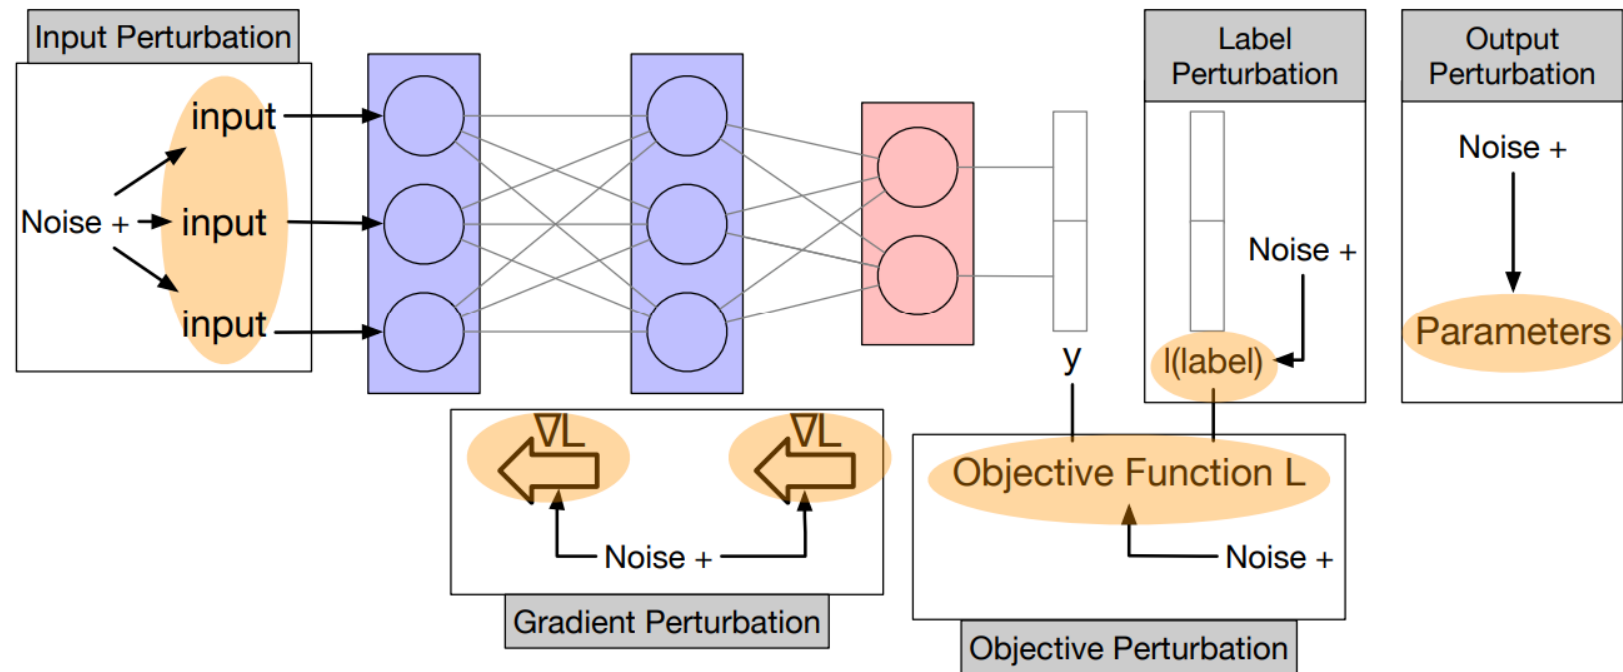 Input Perturbation
input
Noise +
input
input
Label
Perturbation
Noise +
l(label)
Output
Perturbation
Noise +
Parameters
y
∇L
∇L
Noise +
Gradient Perturbation
Objective Function L
Noise +
Objective Perturbation